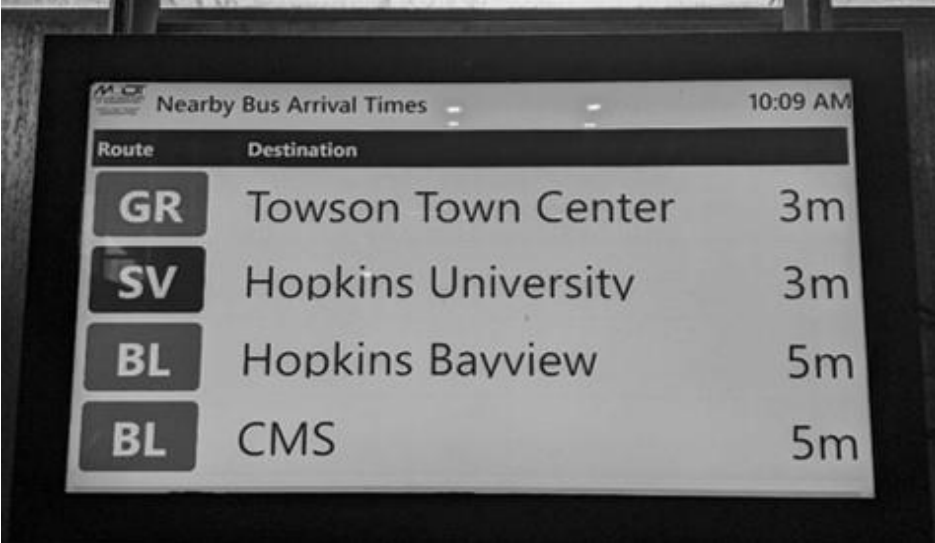 MDOT
Nearby Bus Arrival Times 10:09 AM
Route Destination
GR Towson Town Center 3m
SV Hopkins University 3m
BL Hopkins Bayview 5m
BL CMS 5m